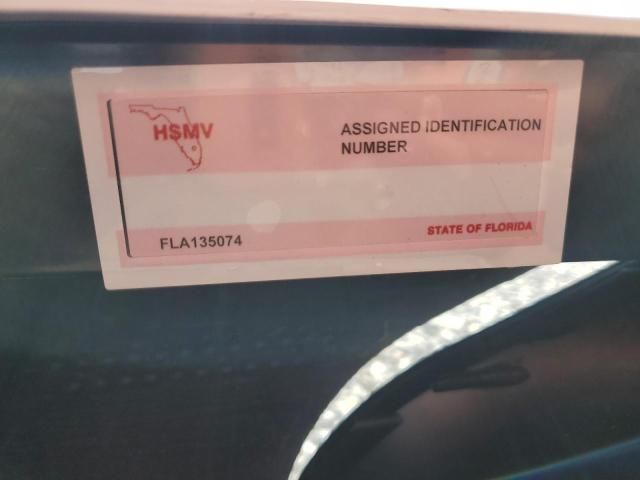 HSMV
ASSIGNED IDENTIFICATION
NUMBER
FLA135074
STATE OF FLORIDA